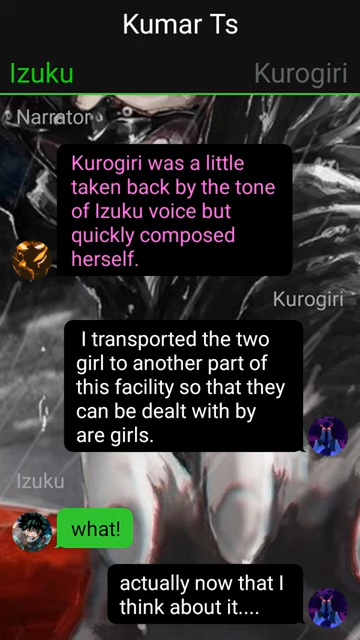 Kumar Ts
Izuku
Kurogiri
Narrator
Kurogiri was a little
taken back by the tone
of Izuku voice but
quickly composed
herself.
Kurogiri
I transported the two
girl to another part of
this facility so that they
can be dealt with by
are girls.
Izuku
what!
actually now that I
think about it....